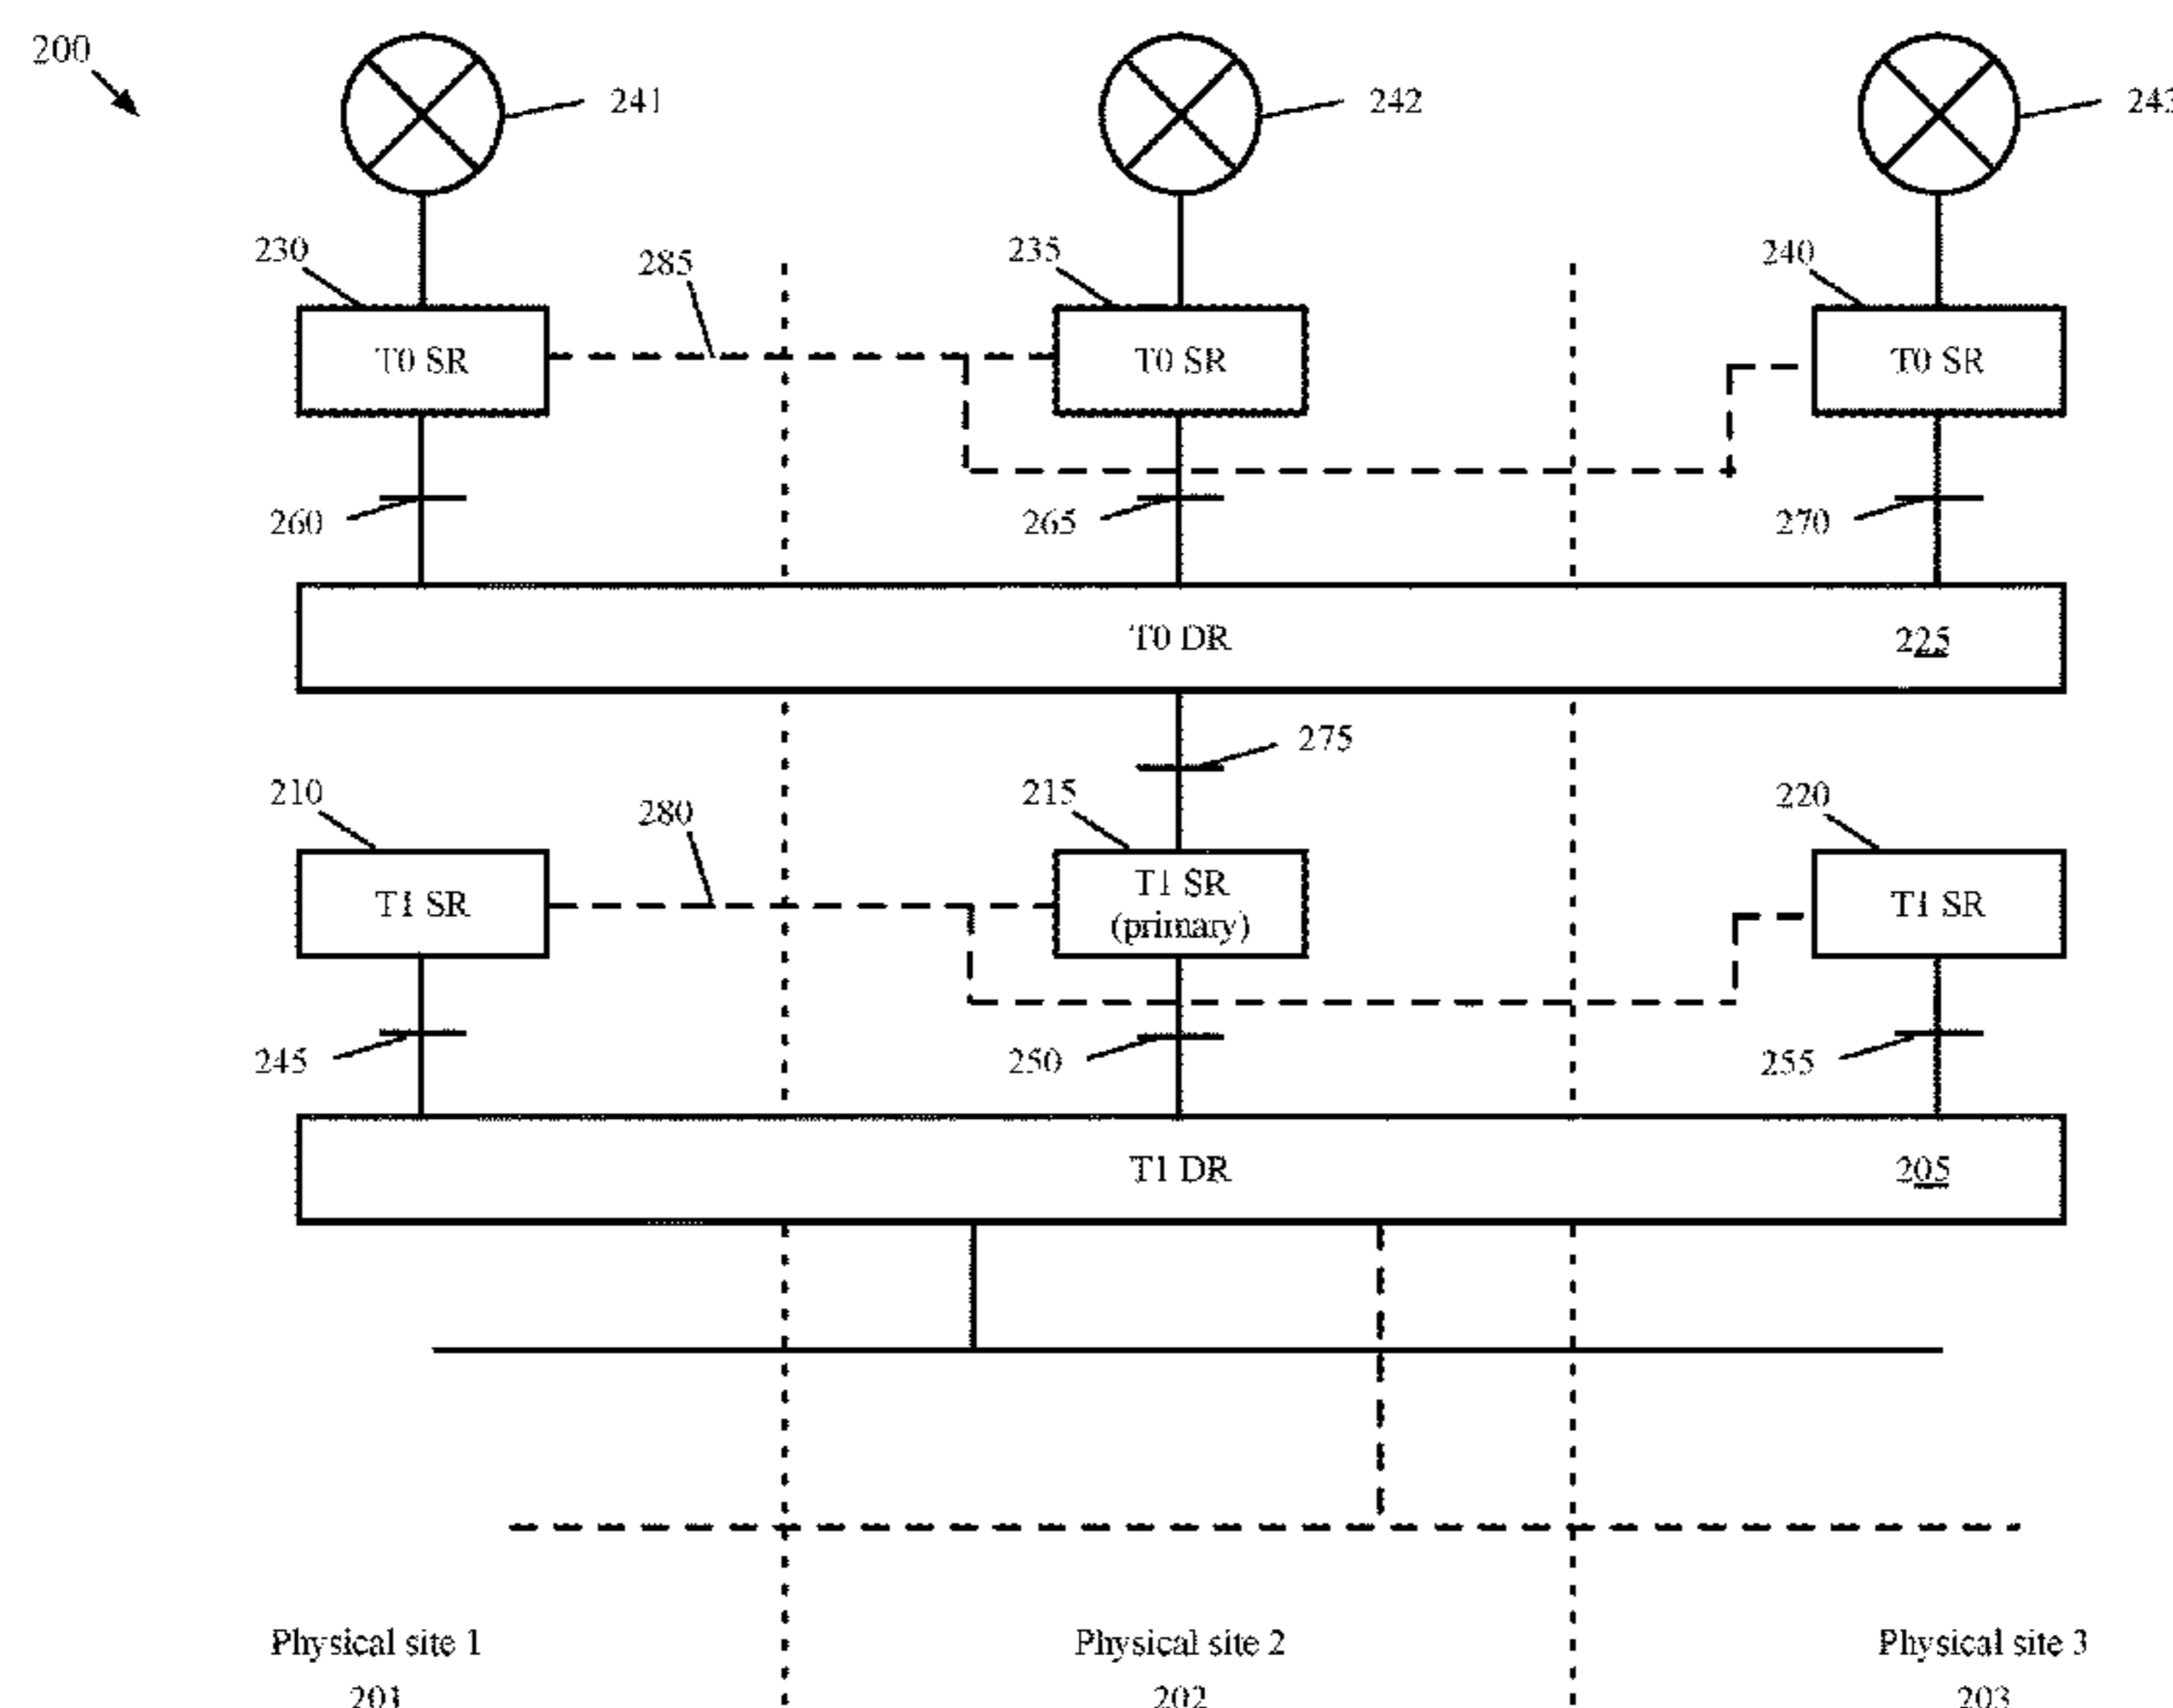 200
241
242
243
230
285
235
240
T0 SR
T0 SR
T0 SR
260
265
270
T0 DR
225
275
210
280
215
220
T1 SR
T1 SR
(primary)
T1 SR
245
250
255
T1 DR
205
Physical site 1
Physical site 2
Physical site 3
201
202
203